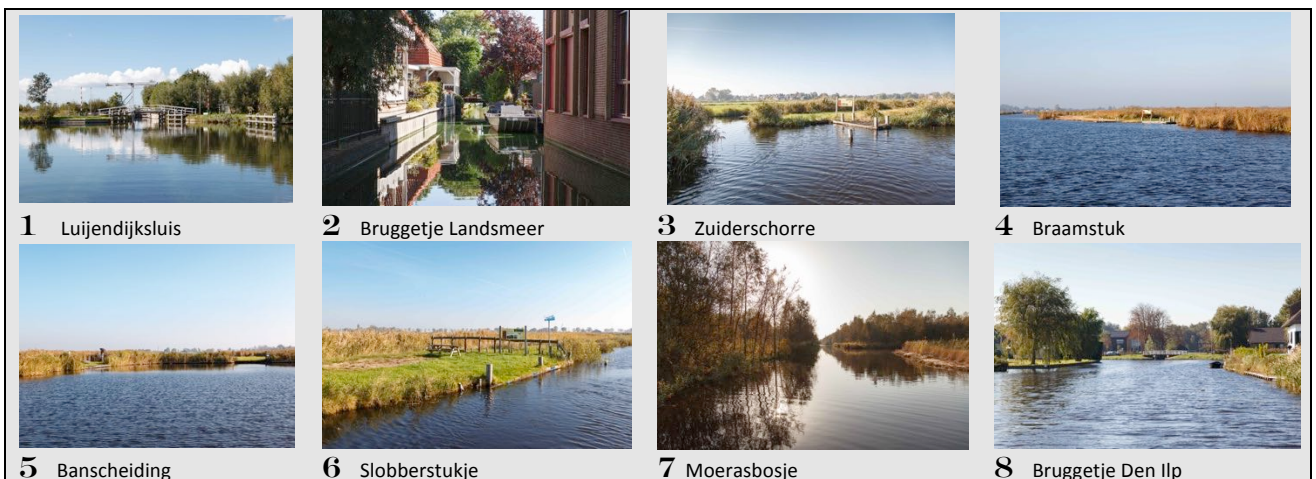 1 Luijendijksluis
2 Bruggetje Landsmeer
3 Zuiderschorre
4 Braamstuk
5 Banscheiding
6 Slobberstukje
7 Moerasbosje
8 Bruggetje Den Ilp